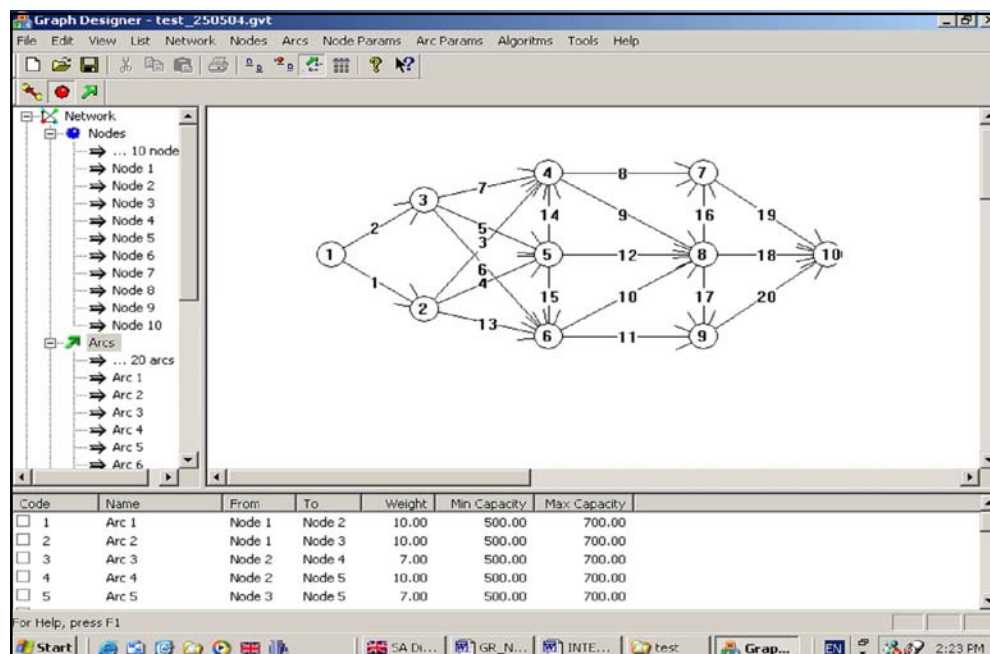 Graph Designer - test_250504.gvt
File Edit View List Network Nodes Arcs Node Params Arc Params Algoritms Tools Help
Network
Nodes
... 10 node
Node 1
Node 2
Node 3
Node 4
Node 5
Node 6
Node 7
Node 8
Node 9
Node 10
Arcs
... 20 arcs
Arc 1
Arc 2
Arc 3
Arc 4
Arc 5
Arc 6
4 8 7
7
3
2 5 3 14 9 16 19
1 5 12 8 18 10
1 6 4 15 10 17 20
2
13 6 11 9
Code Name From To Weight Min Capacity Max Capacity
1 Arc 1 Node 1 Node 2 10.00 500.00 700.00
2 Arc 2 Node 1 Node 3 10.00 500.00 700.00
3 Arc 3 Node 2 Node 4 7.00 500.00 700.00
4 Arc 4 Node 2 Node 5 10.00 500.00 700.00
5 Arc 5 Node 3 Node 5 7.00 500.00 700.00
For Help, press F1
Start SA Di... GR_N... INTE... test Grap... EN 2:23 PM